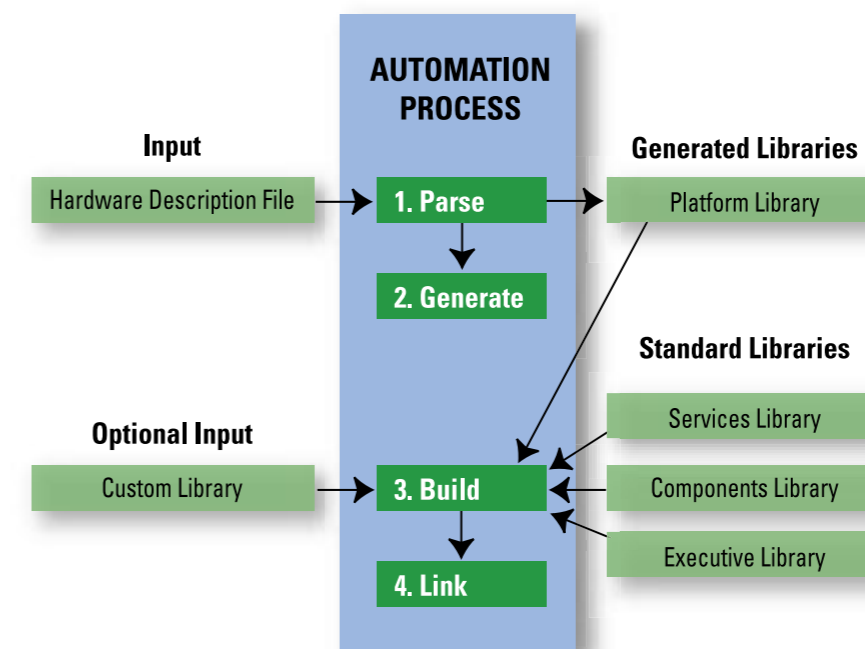 AUTOMATION
PROCESS
Input
Hardware Description File
1. Parse
Generated Libraries
Platform Library
2. Generate
Standard Libraries
Services Library
Optional Input
Custom Library
3. Build
Components Library
Executive Library
4. Link